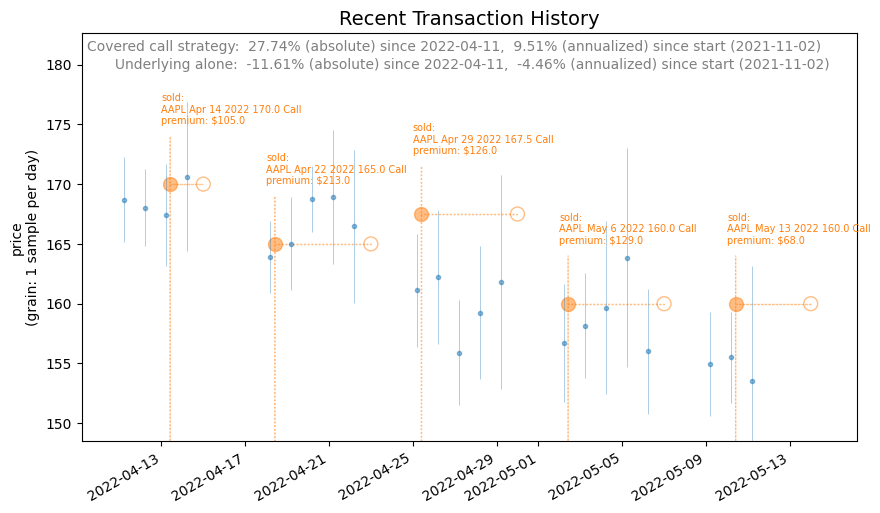 Recent Transaction History
Covered call strategy:  27.74% (absolute) since 2022-04-11,  9.51% (annualized) since start (2021-11-02)
Underlying alone:  -11.61% (absolute) since 2022-04-11,  -4.46% (annualized) since start (2021-11-02)
price
(grain: 1 sample per day)
180
175
170
165
160
155
150
sold:
AAPL Apr 14 2022 170.0 Call
premium: $105.0
sold:
AAPL Apr 22 2022 165.0 Call
premium: $213.0
sold:
AAPL Apr 29 2022 167.5 Call
premium: $126.0
sold:
AAPL May 6 2022 160.0 Call
premium: $129.0
sold:
AAPL May 13 2022 160.0 Call
premium: $68.0
2022-04-13
2022-04-17
2022-04-21
2022-04-25
2022-04-29
2022-05-01
2022-05-05
2022-05-09
2022-05-13